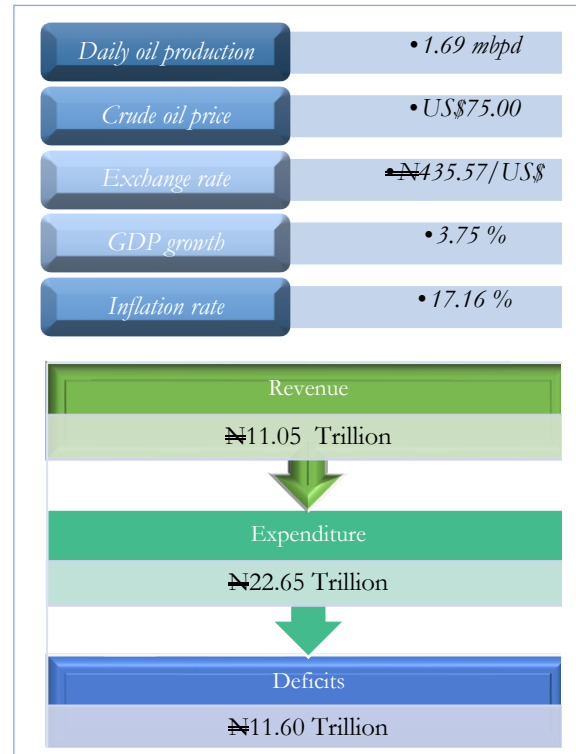 Daily oil production
• 1.69 mbpd
Crude oil price
• US$75.00
Exchange rate
• ₦435.57/US$
GDP growth
• 3.75 %
Inflation rate
• 17.16 %
Revenue
₦11.05 Trillion
Expenditure
₦22.65 Trillion
Deficits
₦11.60 Trillion